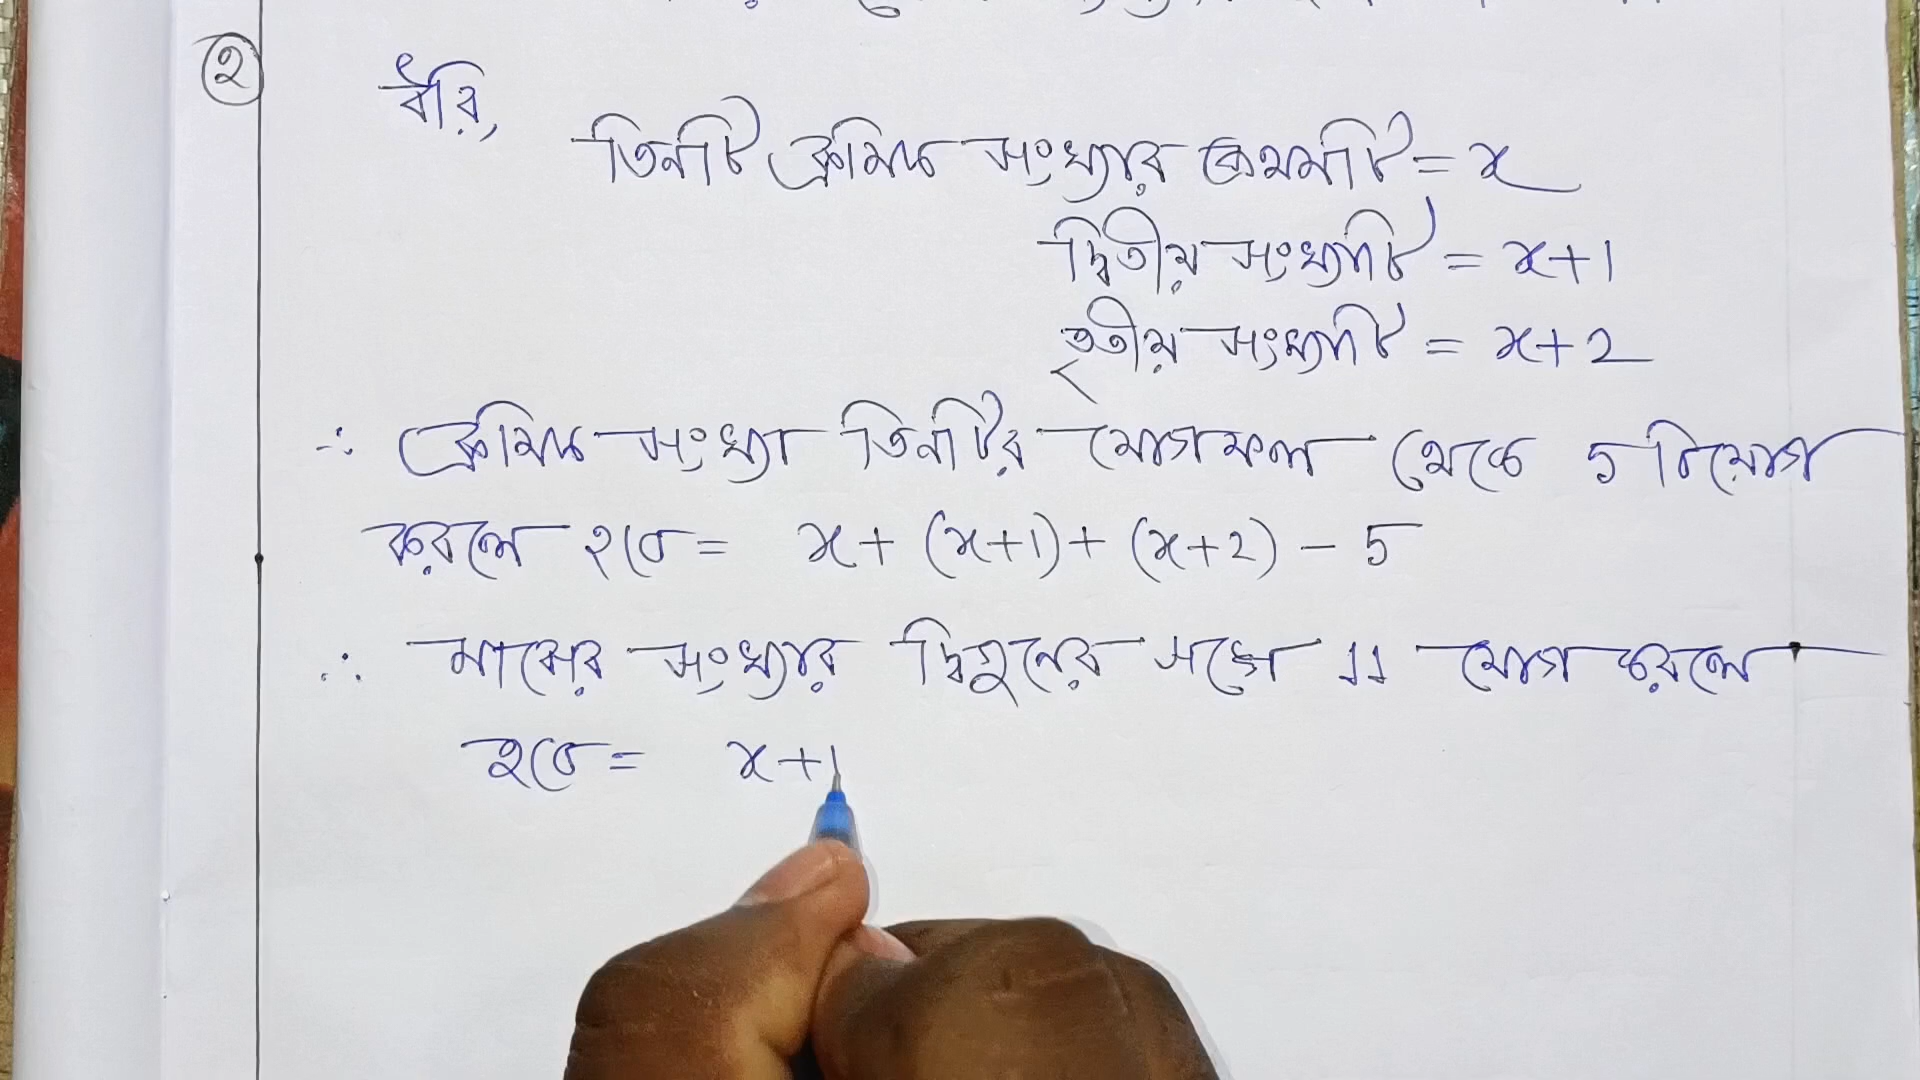 ২
ধরি,
তিনটি ক্রমিক সংখ্যার প্রথমটি = x
দ্বিতীয় সংখ্যাটি = x+1
তৃতীয় সংখ্যাটি = x+2
∴ ক্রমিক সংখ্যা তিনটির যোগফল থেকে 5 বিয়োগ
করলে হবে = x + (x+1) + (x+2) - 5
∴ মাঝের সংখ্যার দ্বিগুনের সঙ্গে 11 যোগ করলে
হবে = x+1